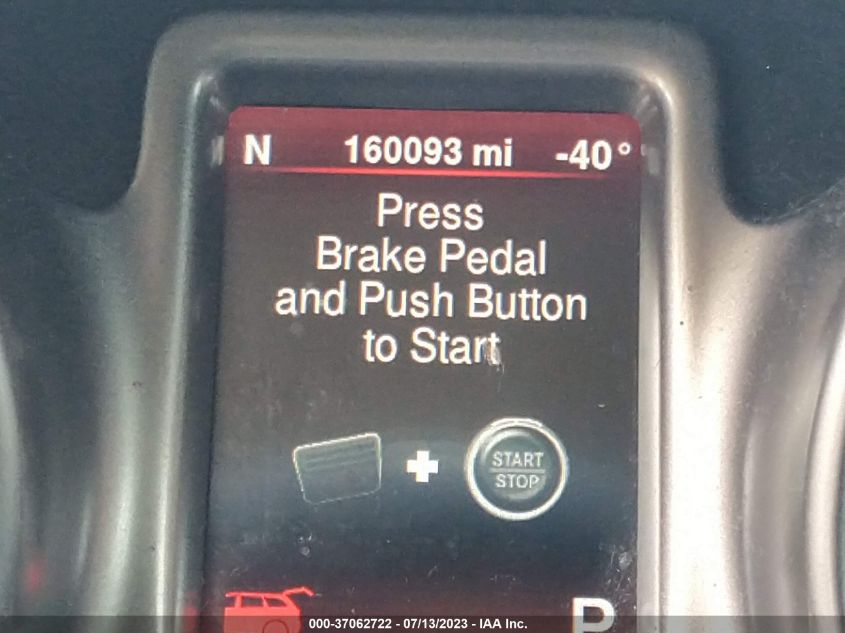 N 160093 mi -40°
Press
Brake Pedal
and Push Button
to Start
START
STOP
P
000-37062722 - 07/13/2023 - IAA Inc.